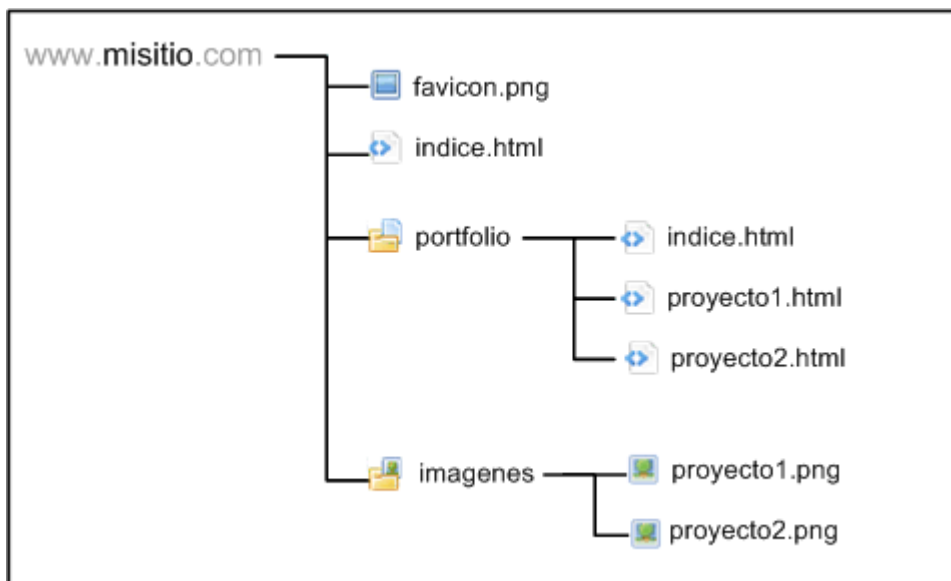 www.misitio.com
favicon.png
indice.html
portfolio
indice.html
proyecto1.html
proyecto2.html
imagenes
proyecto1.png
proyecto2.png